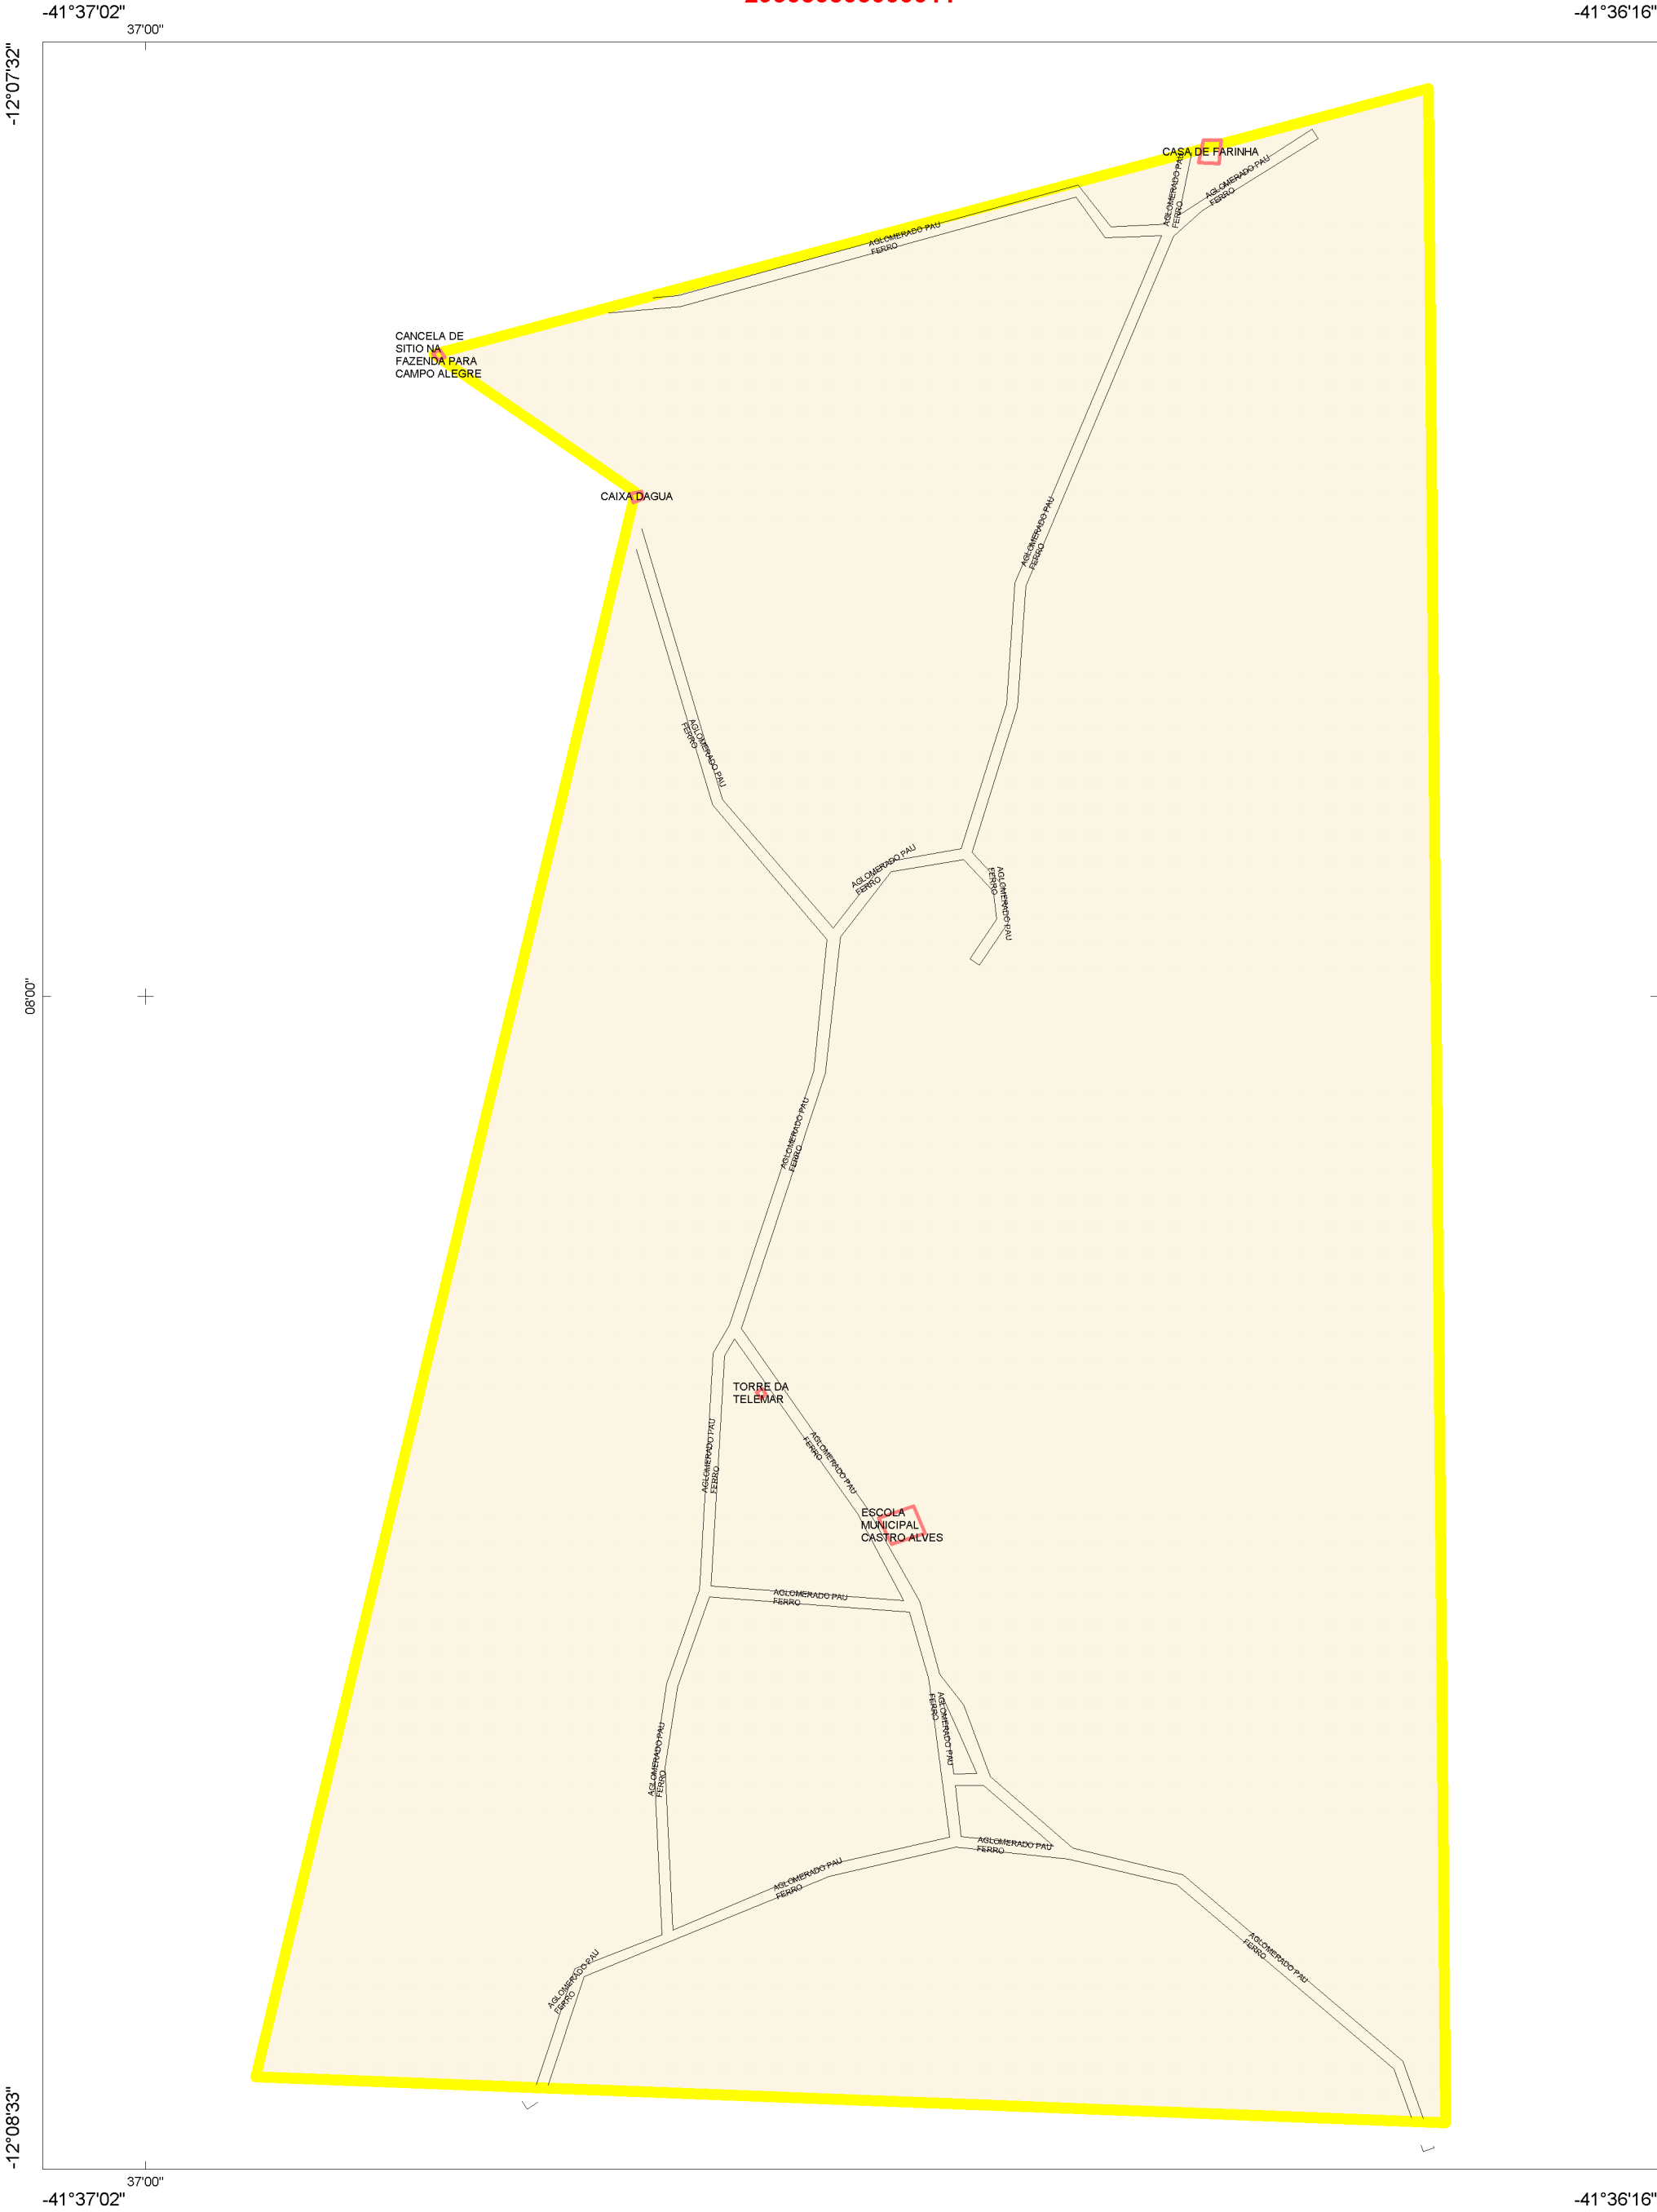 -41°37'02"
-41°36'16"
37'00"
-12°07'32"
CASA DE FARINHA
AGLOMERADO PAU
FERRO
AGLOMERADO PAU
FERRO
AGLOMERADO PAU
FERRO
CANCELA DE
SITIO NA
FAZENDA PARA
CAMPO ALEGRE
CAIXA DAGUA
AGLOMERADO PAU
FERRO
AGLOMERADO PAU
FERRO
AGLOMERADO PAU
FERRO
AGLOMERADO PAU
FERRO
08'00"
AGLOMERADO PAU
FERRO
TORRE DA
TELEMAR
AGLOMERADO PAU
FERRO
AGLOMERADO PAU
FERRO
ESCOLA
MUNICIPAL
CASTRO ALVES
AGLOMERADO PAU
FERRO
AGLOMERADO PAU
FERRO
AGLOMERADO PAU
FERRO
AGLOMERADO PAU
FERRO
AGLOMERADO PAU
FERRO
AGLOMERADO PAU
FERRO
AGLOMERADO PAU
FERRO
-12°08'33"
37'00"
-41°37'02"
-41°36'16"